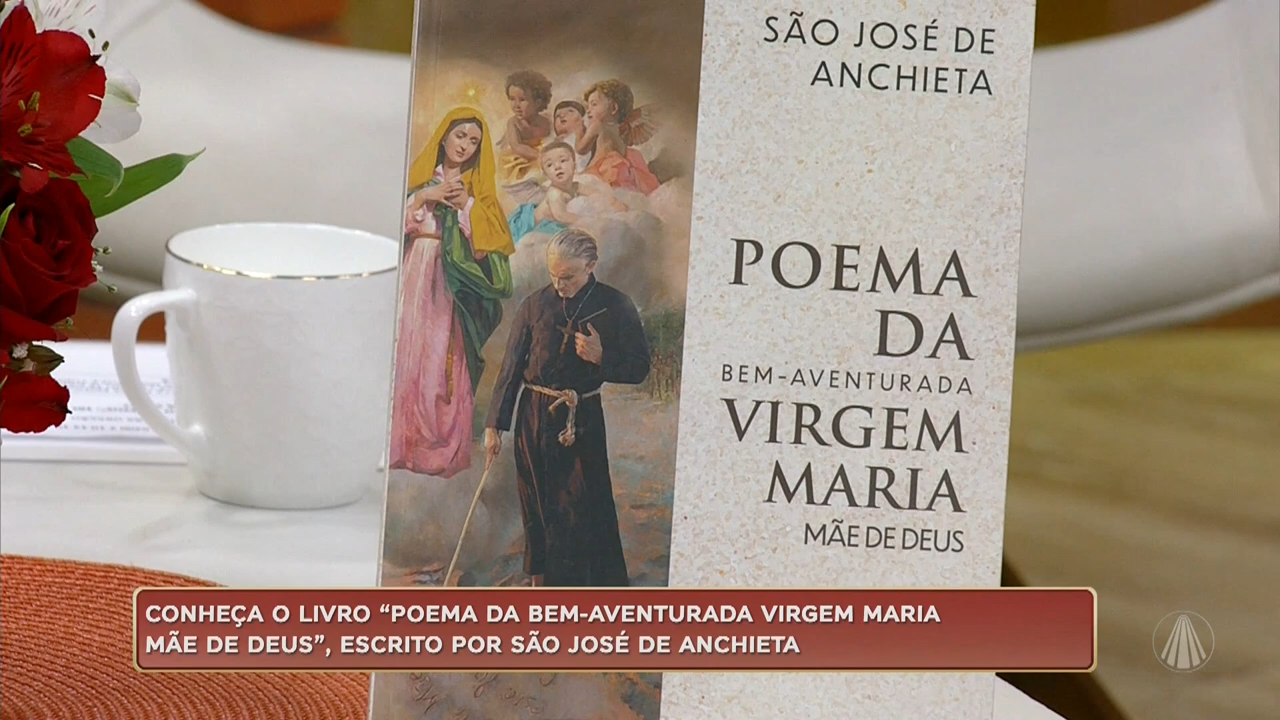 SÃO JOSÉ DE
ANCHIETA
POEMA
DA
BEM-AVENTURADA
VIRGEM
MARIA
MÃE DE DEUS
CONHEÇA O LIVRO “POEMA DA BEM-AVENTURADA VIRGEM MARIA
MÃE DE DEUS”, ESCRITO POR SÃO JOSÉ DE ANCHIETA